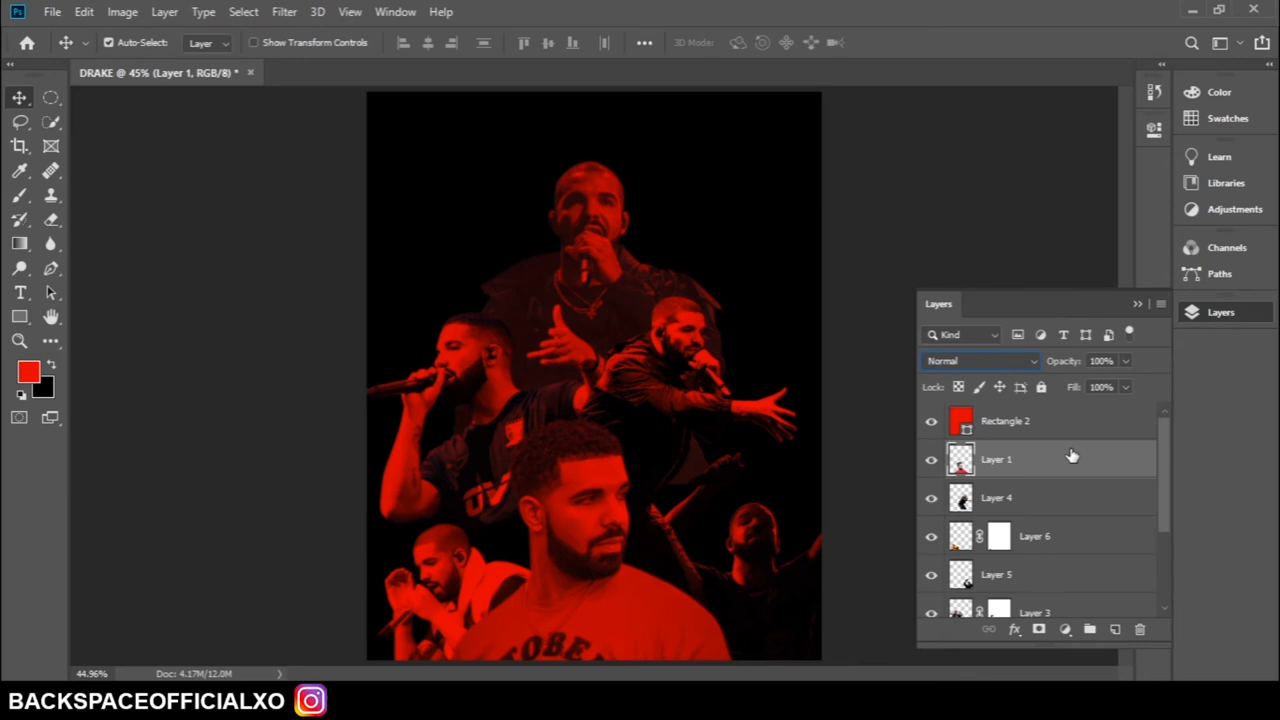 Ps File Edit Image Layer Type Select Filter 3D View Window Help
Auto-Select: Layer Show Transform Controls 3D Mode:
DRAKE @ 45% (Layer 1, RGB/8) *
Color
Swatches
Learn
Libraries
Adjustments
Channels
Paths
Layers
Layers
Kind
Normal Opacity: 100%
Lock: Fill: 100%
Rectangle 2
Layer 1
Layer 4
Layer 6
Layer 5
Layer 3
fx
44.96% Doc: 4.17M/12.0M
BACKSPACEOFFICIALXO